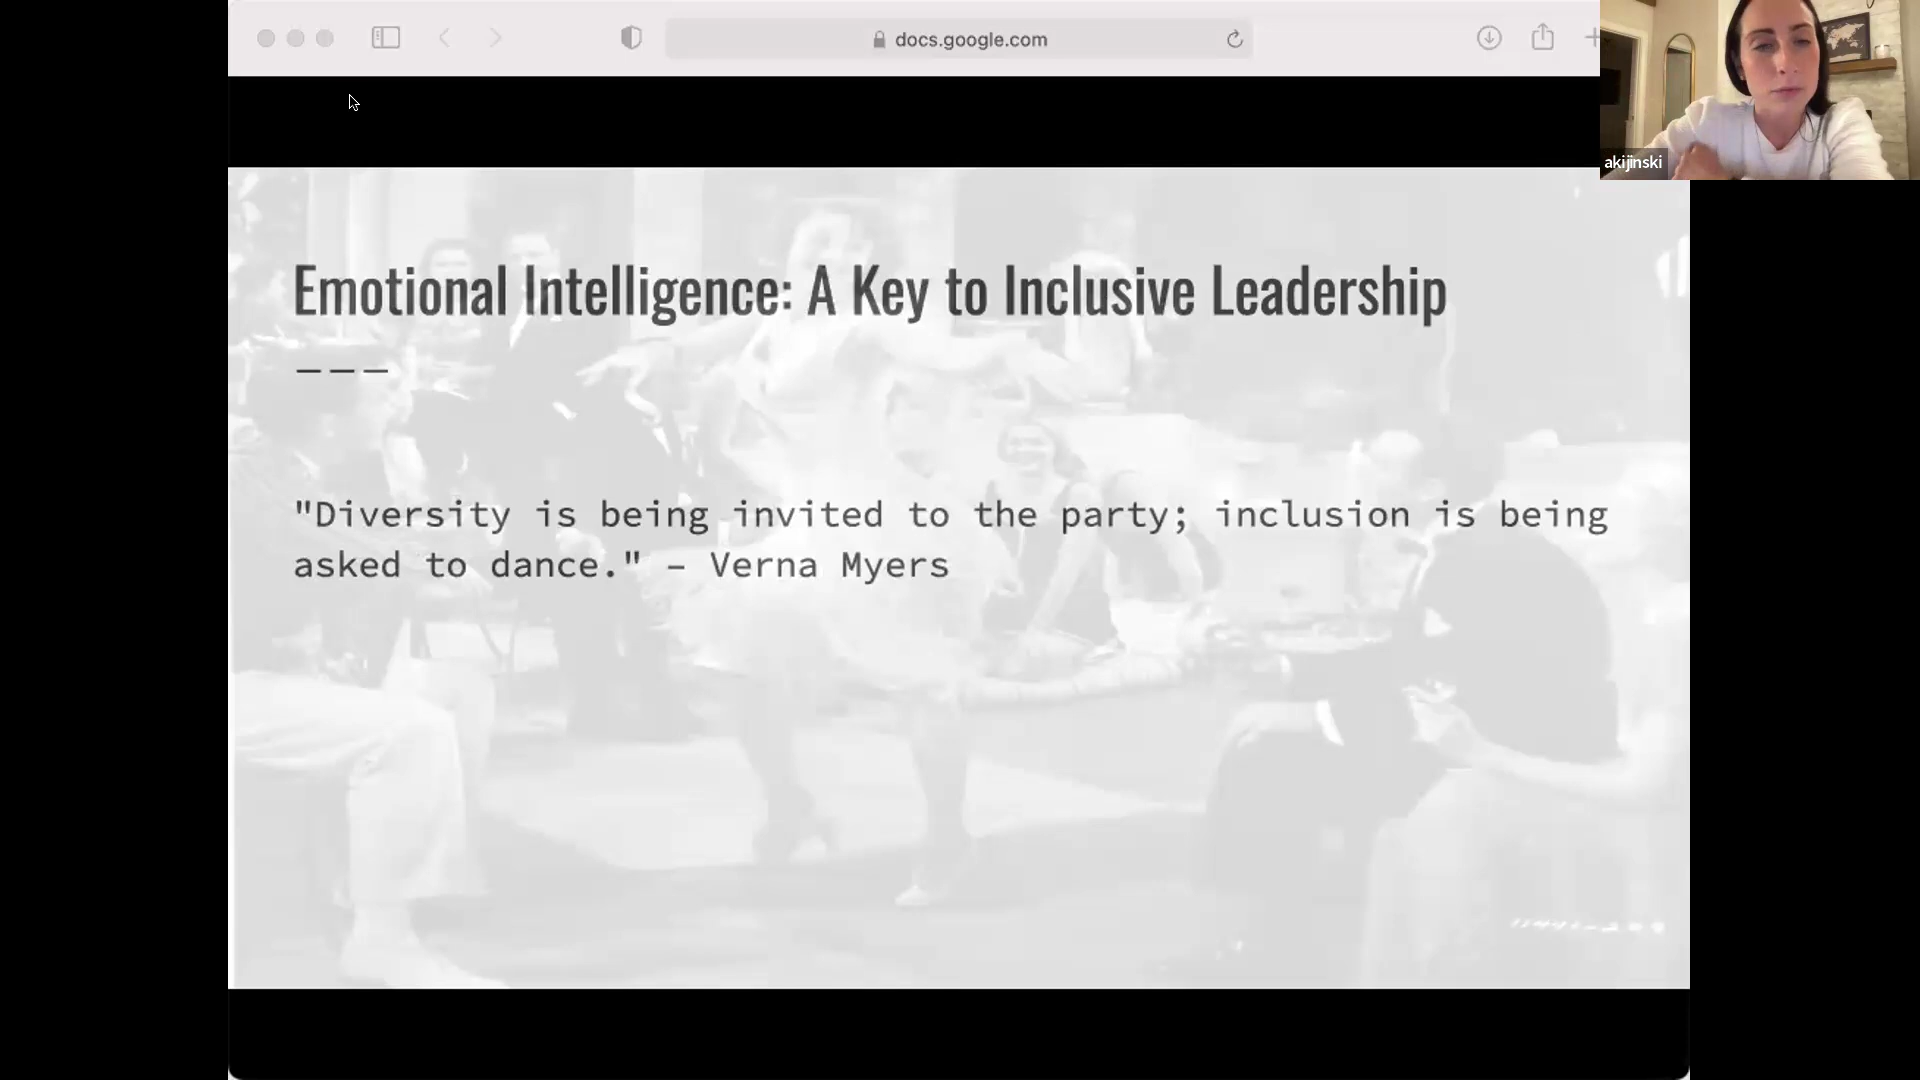 docs.google.com
akijinski
Emotional Intelligence: A Key to Inclusive Leadership
"Diversity is being invited to the party; inclusion is being
asked to dance." – Verna Myers